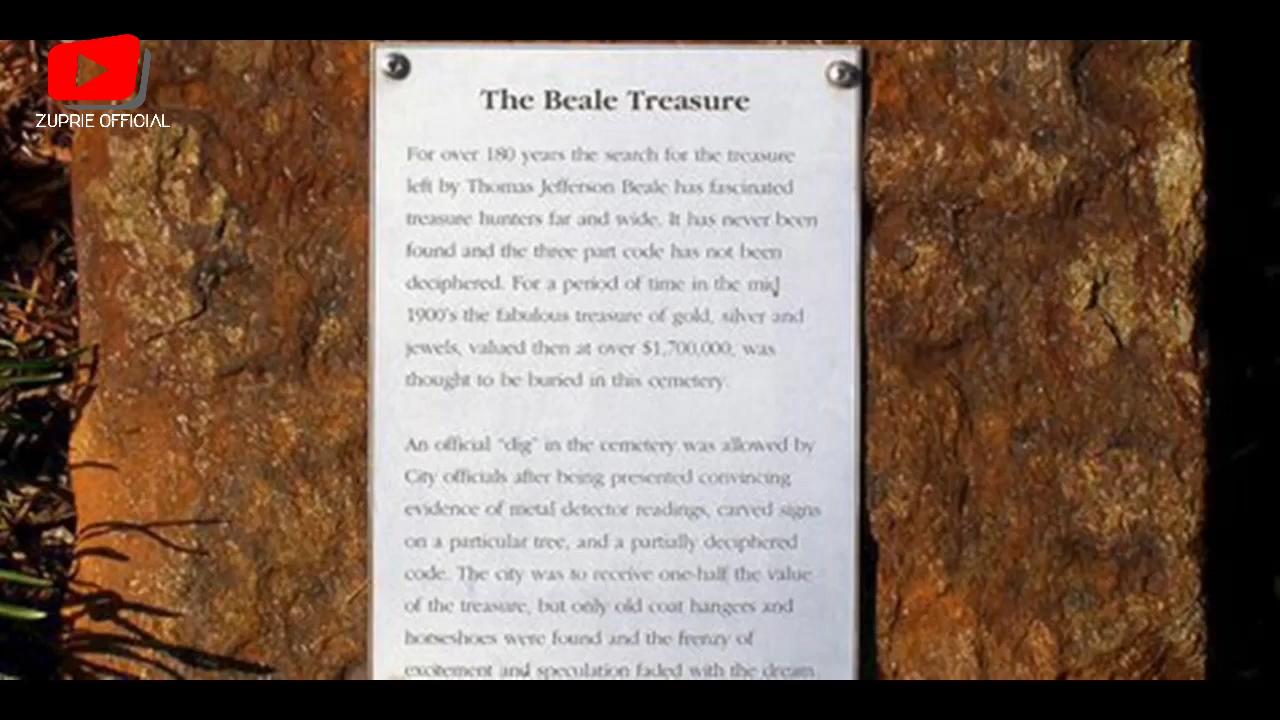 ZUPRIE OFFICIAL
The Beale Treasure
For over 180 years the search for the treasure
left by Thomas Jefferson Beale has fascinated
treasure hunters far and wide. It has never been
found and the three part code has not been
deciphered. For a period of time in the mid
1900's the fabulous treasure of gold, silver and
jewels, valued then at over $1,700,000, was
thought to be buried in this cemetery.
An official "dig" in the cemetery was allowed by
City officials after being presented convincing
evidence of metal detector readings, carved signs
on a particular tree, and a partially deciphered
code. The city was to receive one-half the value
of the treasure, but only old coat hangers and
horseshoes were found and the frenzy of
excitement and speculation faded with the dream